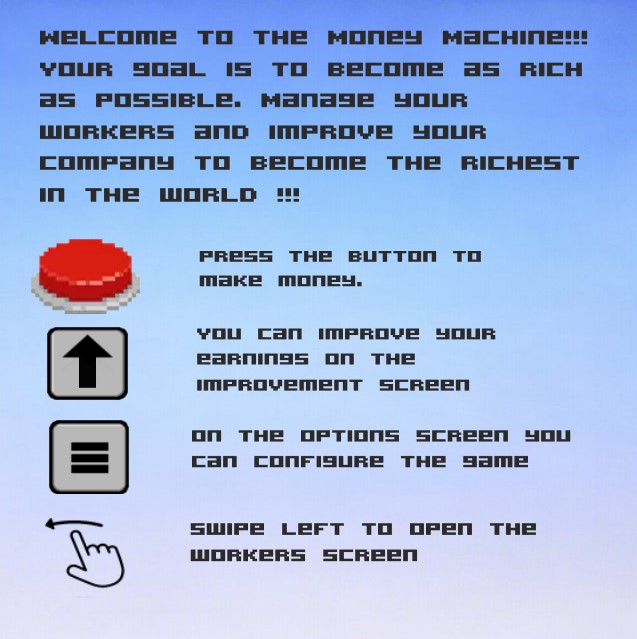 WELCOME TO THE MONEY MACHINE!!!
YOUR GOAL IS TO BECOME AS RICH
AS POSSIBLE. MANAGE YOUR
WORKERS AND IMPROVE YOUR
COMPANY TO BECOME THE RICHEST
IN THE WORLD !!!
PRESS THE BUTTON TO
MAKE MONEY.
YOU CAN IMPROVE YOUR
EARNINGS ON THE
IMPROVEMENT SCREEN
ON THE OPTIONS SCREEN YOU
CAN CONFIGURE THE GAME
SWIPE LEFT TO OPEN THE
WORKERS SCREEN